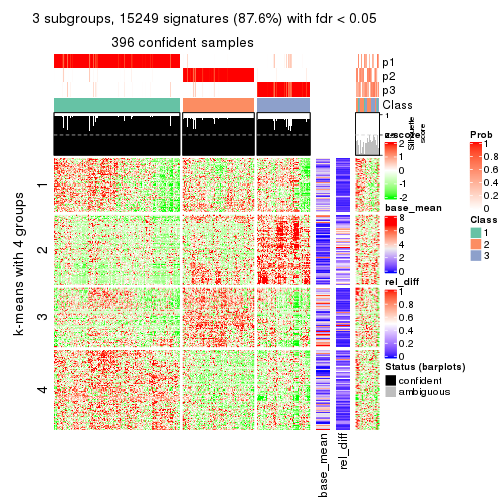 3 subgroups, 15249 signatures (87.6%) with fdr < 0.05
396 confident samples
p1
p2
p3
Class
1
Silhouette
score
z-score
2
1
0
-1
-2
Prob
1
0.8
0.6
0.4
0.2
0
base_mean
8
6
4
2
0
Class
1
2
3
rel_diff
1
0.8
0.6
0.4
0.2
0
Status (barplots)
confident
ambiguous
k-means with 4 groups
1
2
3
4
base_mean
rel_diff